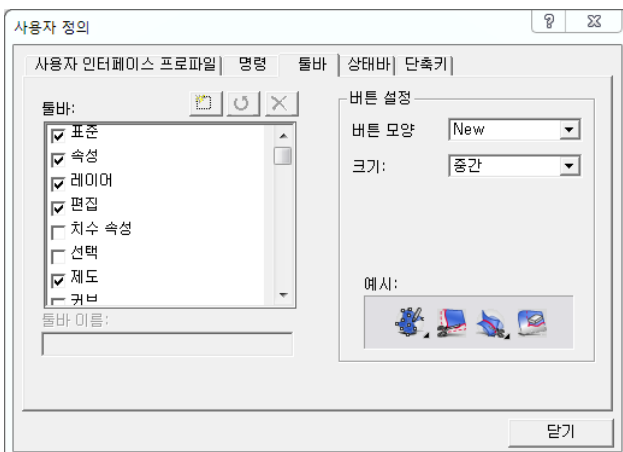 사용자 정의
사용자 인터페이스 프로파일 명령 툴바 상태바 단축키
툴바:
표준
속성
레이어
편집
치수 속성
선택
제도
커브
툴바 이름:
버튼 설정
버튼 모양 New
크기: 중간
예시:
닫기